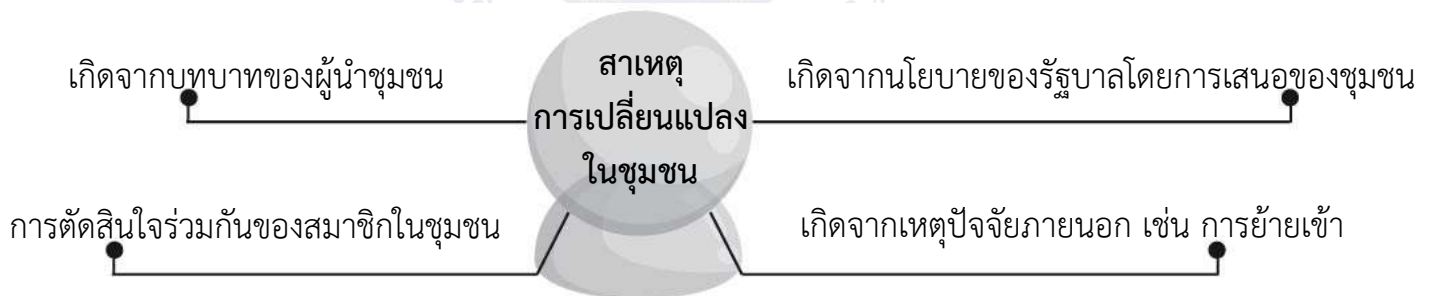 เกิดจากบทบาทของผู้นำชุมชน
สาเหตุ
การเปลี่ยนแปลง
ในชุมชน
เกิดจากนโยบายของรัฐบาลโดยการเสนอของชุมชน
การตัดสินใจร่วมกันของสมาชิกในชุมชน
เกิดจากเหตุปัจจัยภายนอก เช่น การย้ายเข้า